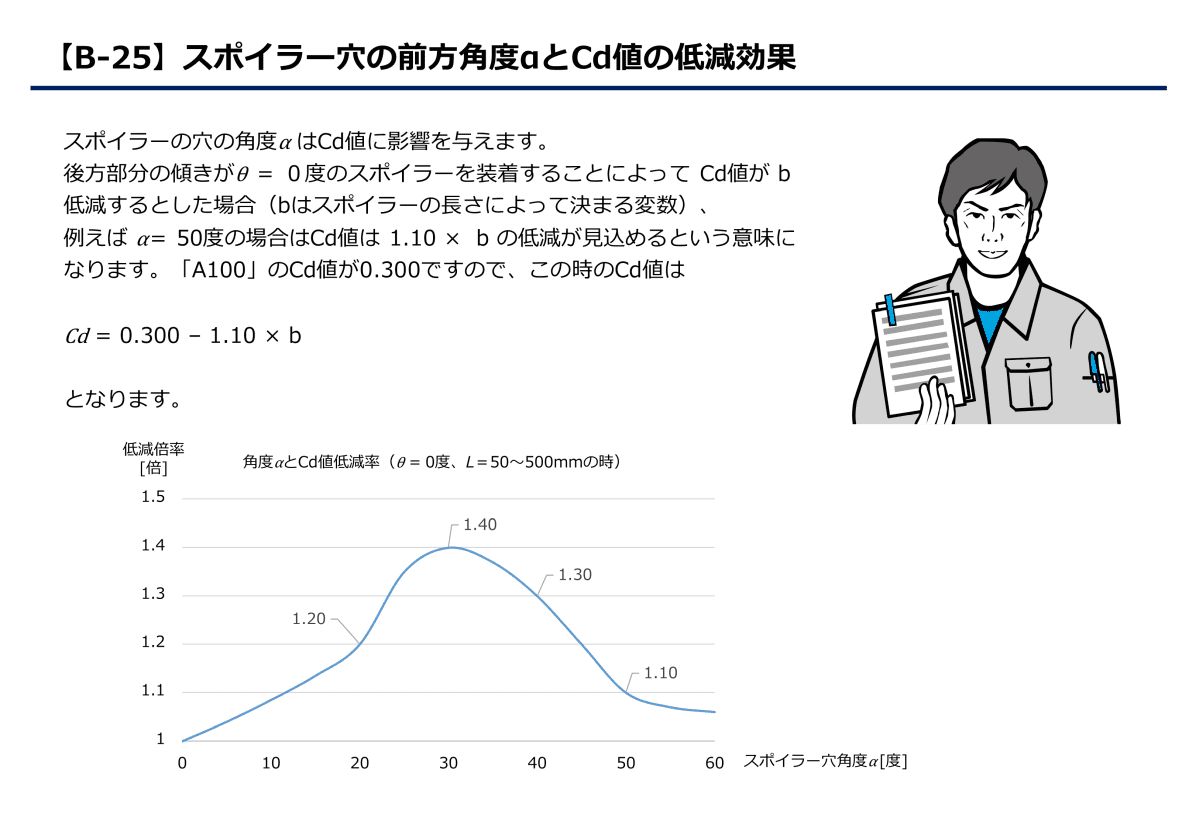 【B-25】スポイラー穴の前方角度αとCd値の低減効果
スポイラーの穴の角度α はCd値に影響を与えます。
後方部分の傾きがθ = 0度のスポイラーを装着することによって Cd値が b
低減するとした場合（bはスポイラーの長さによって決まる変数）、
例えば α= 50度の場合はCd値は 1.10 × b の低減が見込めるという意味に
なります。「A100」のCd値が0.300ですので、この時のCd値は
Cd = 0.300 – 1.10 × b
となります。
低減倍率
[倍]
角度αとCd値低減率（θ = 0度、L＝50～500mmの時）
1.5
1.4
1.3
1.2
1.1
1
1.20
1.40
1.30
1.10
0 10 20 30 40 50 60
スポイラー穴角度α[度]